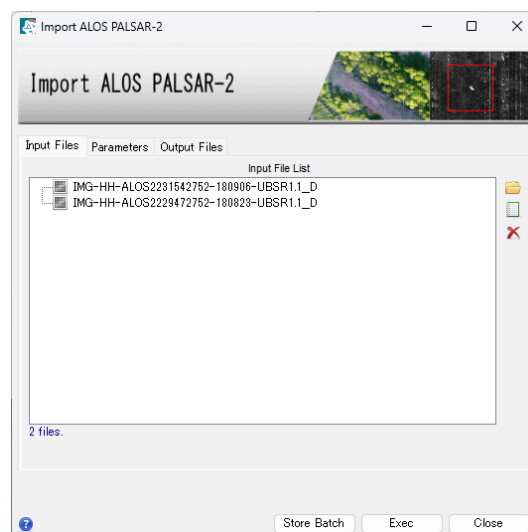 Import ALOS PALSAR-2
Import ALOS PALSAR-2
Input Files Parameters Output Files
Input File List
IMG-HH-ALOS2231542752-180906-UBSR1.1__D
IMG-HH-ALOS2229472752-180823-UBSR1.1__D
2 files.
Store Batch Exec Close